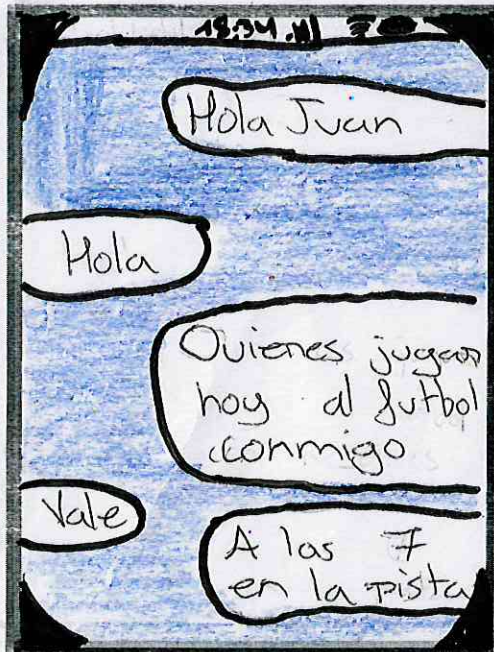 18:34
Hola Juan
Hola
Quienes jugar
hoy al futbol
conmigo
Vale
A las 7
en la pista